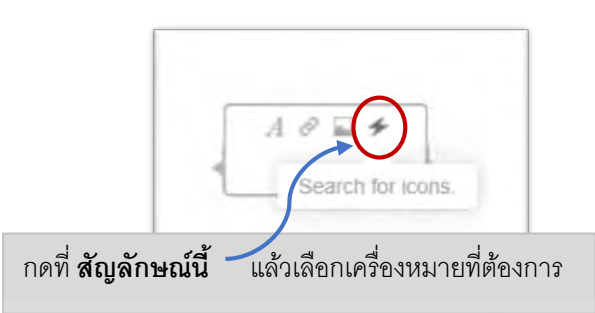 A
Search for icons.
กดที่ สัญลักษณ์นี้ แล้วเลือกเครื่องหมายที่ต้องการ